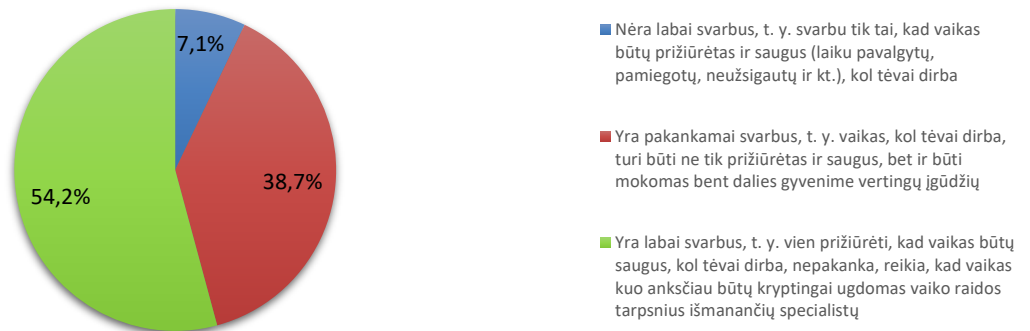 7,1%
38,7%
54,2%
Nėra labai svarbus, t. y. svarbu tik tai, kad vaikas
būtų prižiūrėtas ir saugus (laiku pavalgytų,
pamiegotų, neužsigautų ir kt.), kol tėvai dirba
Yra pakankamai svarbus, t. y. vaikas, kol tėvai dirba,
turi būti ne tik prižiūrėtas ir saugus, bet ir būti
mokomas bent dalies gyvenime vertingų įgūdžių
Yra labai svarbus, t. y. vien prižiūrėti, kad vaikas būtų
saugus, kol tėvai dirba, nepakanka, reikia, kad vaikas
kuo anksčiau būtų kryptingai ugdomas vaiko raidos
tarpsnius išmanančių specialistų